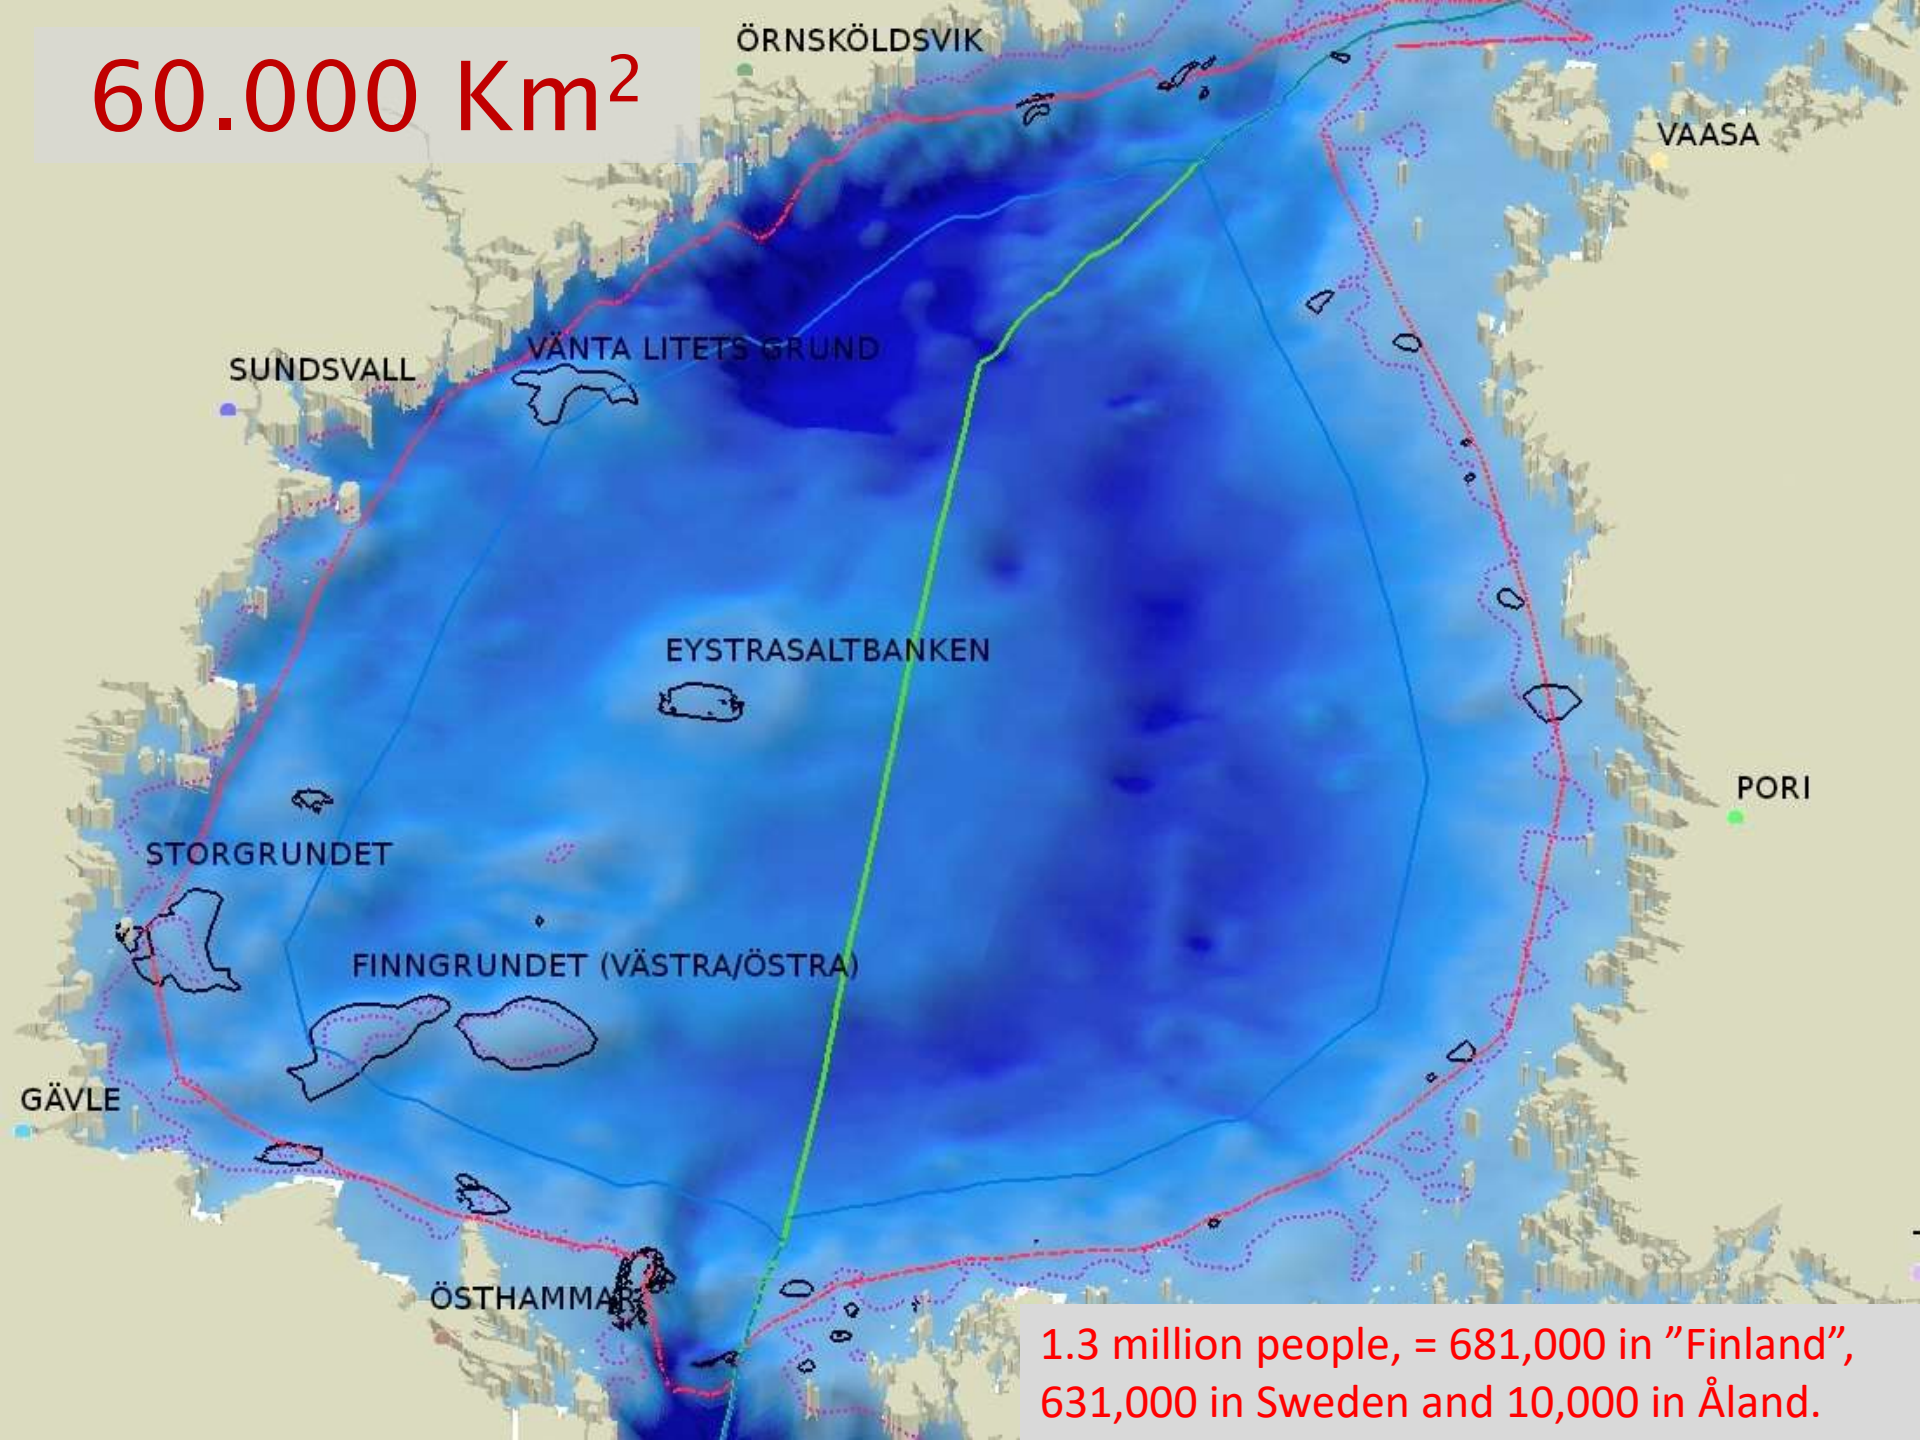 60.000 Km²
ÖRNSKÖLDSVIK
VAASA
VÄNTA LITETS GRUND
SUNDSVALL
EYSTRASALTBANKEN
PORI
STORGRUNDET
FINNGRUNDET (VÄSTRA/ÖSTRA)
GÄVLE
ÖSTHAMMAR
1.3 million people, = 681,000 in ”Finland”,
631,000 in Sweden and 10,000 in Åland.